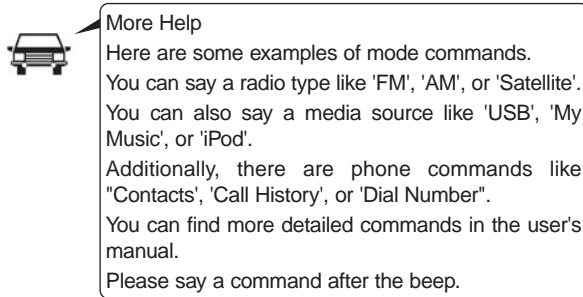 More Help
Here are some examples of mode commands.
You can say a radio type like 'FM', 'AM', or 'Satellite'.
You can also say a media source like 'USB', 'My
Music', or 'iPod'.
Additionally, there are phone commands like
"Contacts', 'Call History', or 'Dial Number".
You can find more detailed commands in the user's
manual.
Please say a command after the beep.